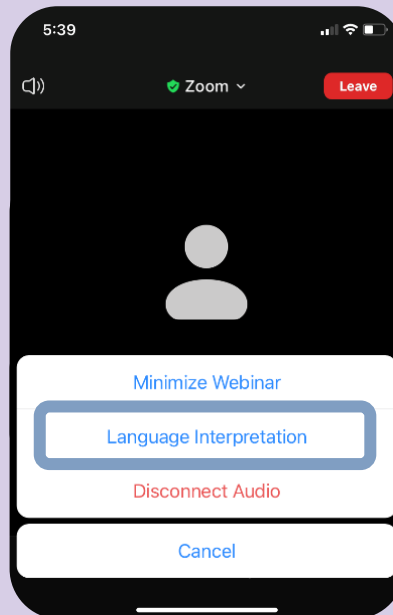 5:39
Zoom
Leave
Minimize Webinar
Language Interpretation
Disconnect Audio
Cancel